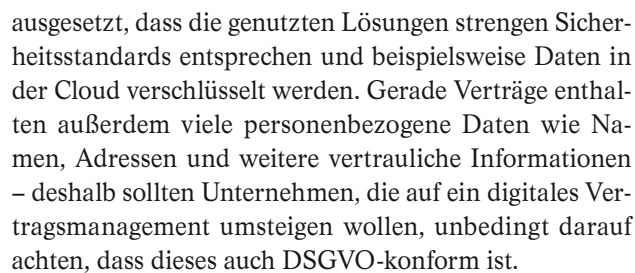 ausgesetzt, dass die genutzten Lösungen strengen Sicher-
heitsstandards entsprechen und beispielsweise Daten in
der Cloud verschlüsselt werden. Gerade Verträge enthal-
ten außerdem viele personenbezogene Daten wie Na-
men, Adressen und weitere vertrauliche Informationen
– deshalb sollten Unternehmen, die auf ein digitales Ver-
tragsmanagement umsteigen wollen, unbedingt darauf
achten, dass dieses auch DSGVO-konform ist.